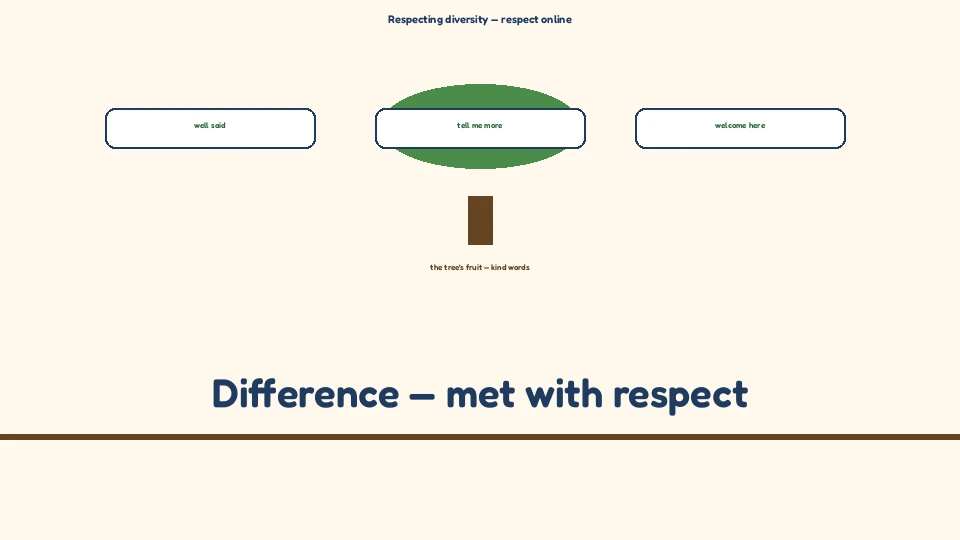 Respecting diversity — respect online
well said
tell me more
welcome here
the tree's fruit — kind words
Difference — met with respect